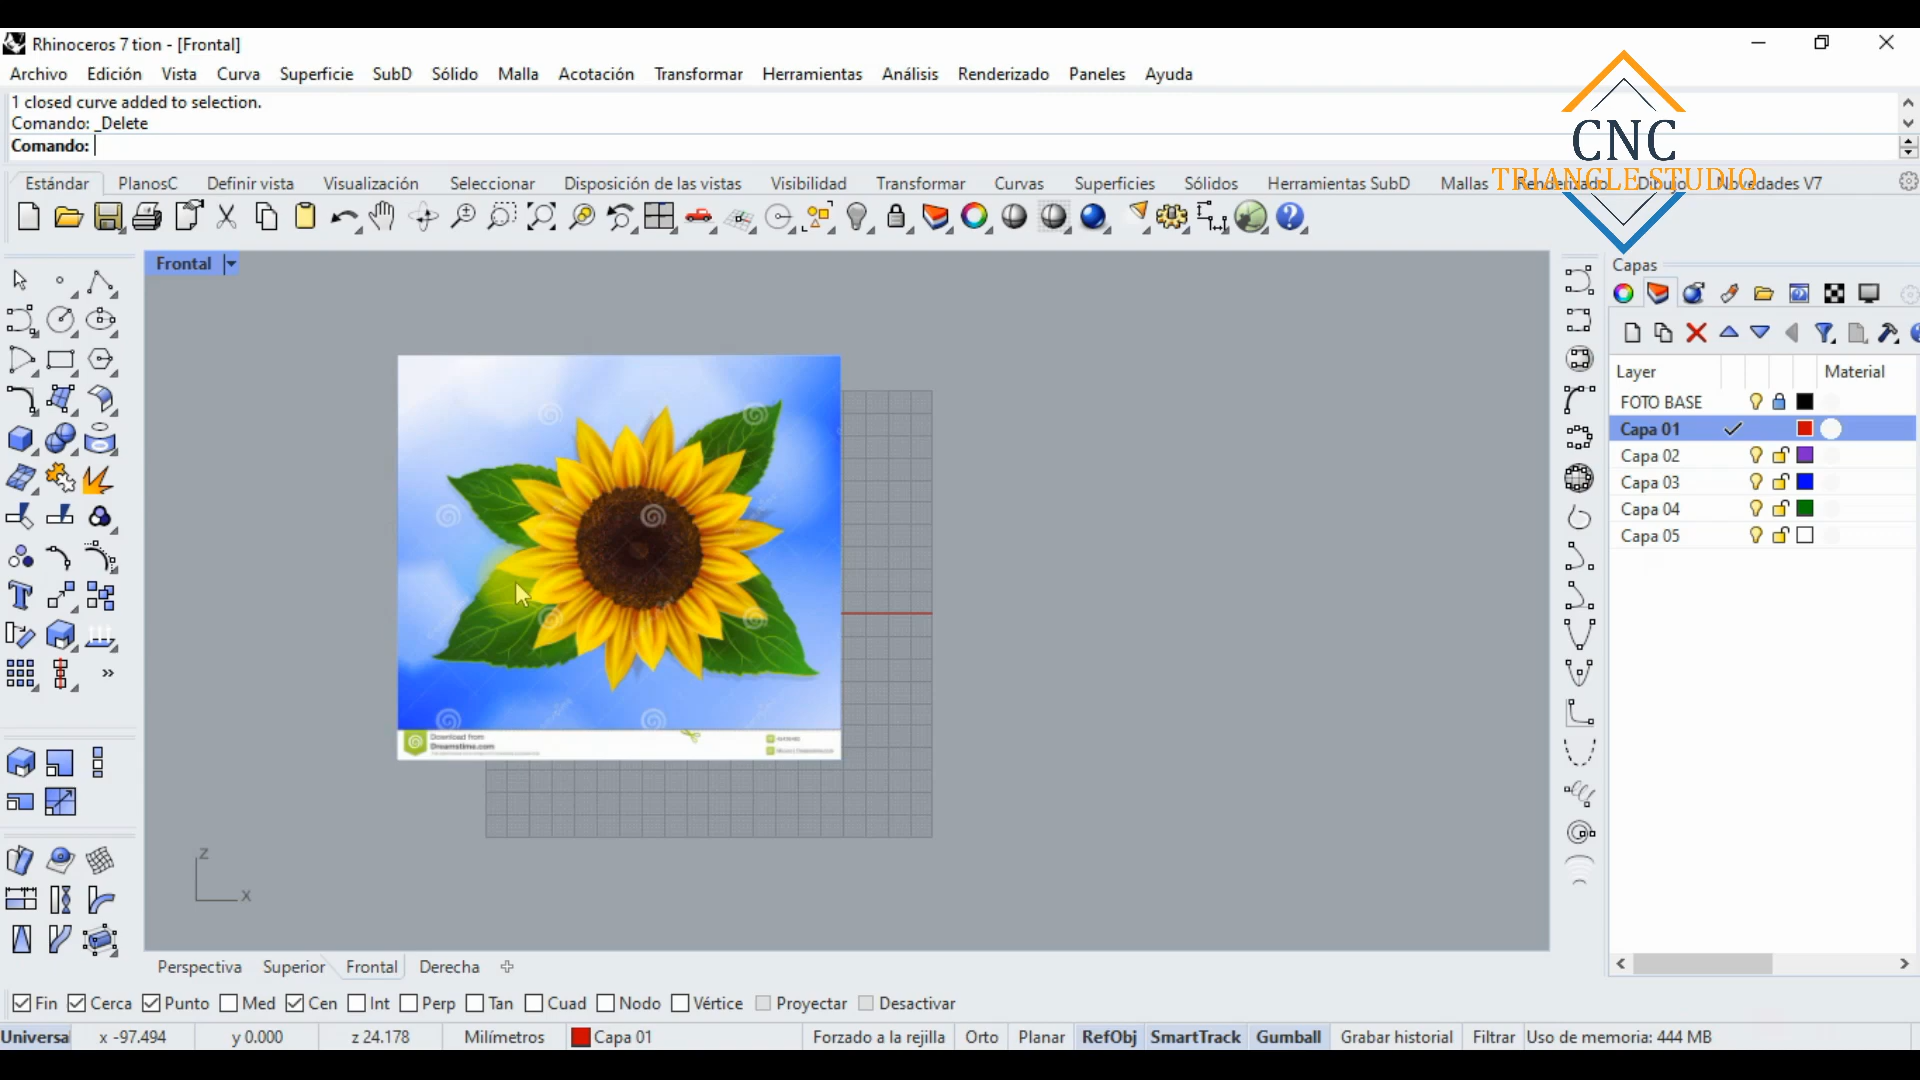 Rhinoceros 7 tion - [Frontal]
Archivo Edición Vista Curva Superficie SubD Sólido Malla Acotación Transformar Herramientas Análisis Renderizado Paneles Ayuda
1 closed curve added to selection.
Comando: _Delete
Comando:
CNC
TRIANGLE STUDIO
Estándar PlanosC Definir vista Visualización Seleccionar Disposición de las vistas Visibilidad Transformar Curvas Superficies Sólidos Herramientas SubD Mallas Renderizado Dibujo Novedades V7
Frontal
Capas
Layer Material
FOTO BASE
Capa 01
Capa 02
Capa 03
Capa 04
Capa 05
Download from
Dreamstime.com
z
x
Perspectiva Superior Frontal Derecha
Fin Cerca Punto Med Cen Int Perp Tan Cuad Nodo Vértice Proyectar Desactivar
Universa x -97.494 y 0.000 z 24.178 Milímetros Capa 01 Forzado a la rejilla Orto Planar RefObj SmartTrack Gumball Grabar historial Filtrar Uso de memoria: 444 MB